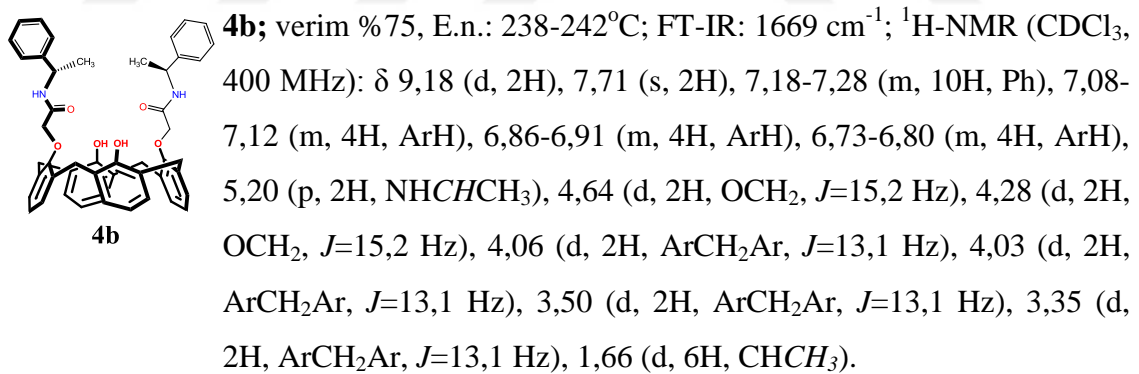 4b; verim %75, E.n.: 238-242°C; FT-IR: 1669 cm⁻¹; ¹H-NMR (CDCl₃,
400 MHz): δ 9,18 (d, 2H), 7,71 (s, 2H), 7,18-7,28 (m, 10H, Ph), 7,08-
7,12 (m, 4H, ArH), 6,86-6,91 (m, 4H, ArH), 6,73-6,80 (m, 4H, ArH),
5,20 (p, 2H, NHCHCH₃), 4,64 (d, 2H, OCH₂, J=15,2 Hz), 4,28 (d, 2H,
OCH₂, J=15,2 Hz), 4,06 (d, 2H, ArCH₂Ar, J=13,1 Hz), 4,03 (d, 2H,
ArCH₂Ar, J=13,1 Hz), 3,50 (d, 2H, ArCH₂Ar, J=13,1 Hz), 3,35 (d,
2H, ArCH₂Ar, J=13,1 Hz), 1,66 (d, 6H, CHCH₃).
CH₃ H₃C
HN NH
O O
O OH OH O
4b